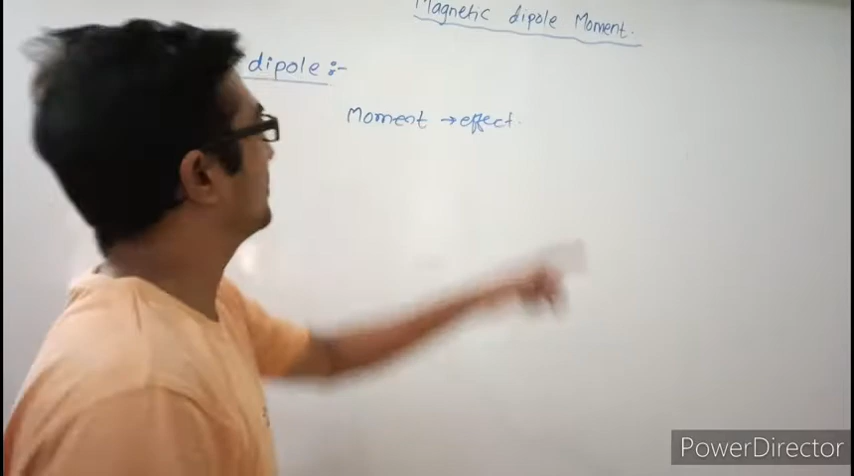 Magnetic dipole Moment.
dipole :-
Moment → effect.
PowerDirector